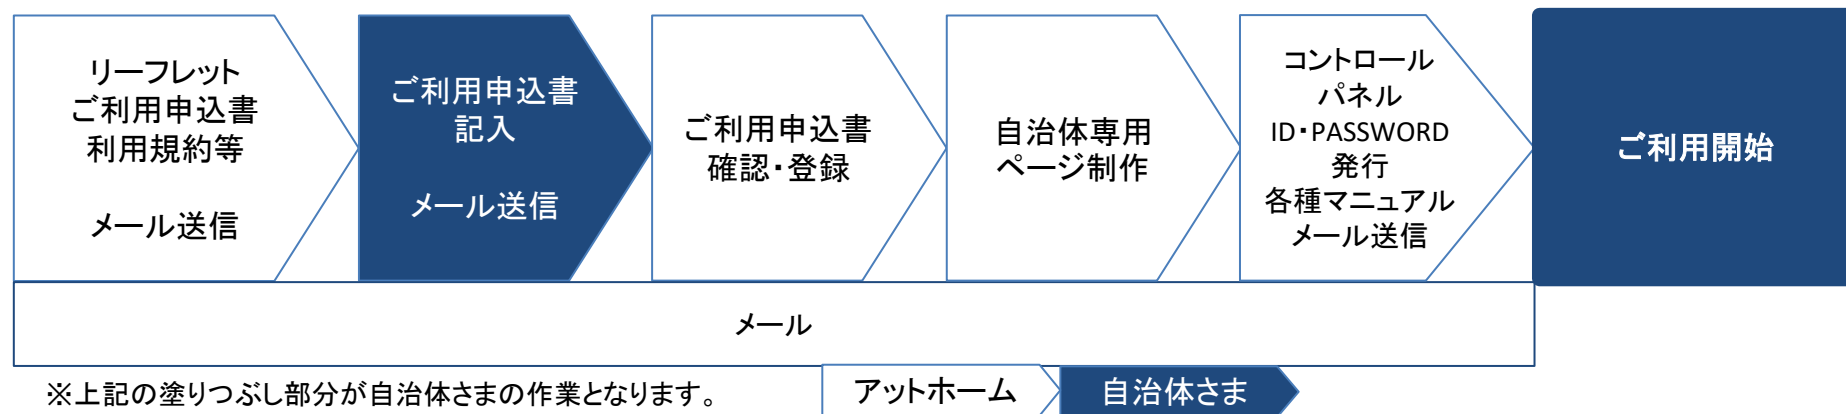 リーフレット
ご利用申込書
利用規約等
メール送信
ご利用申込書
記入
メール送信
ご利用申込書
確認・登録
自治体専用
ページ制作
コントロール
パネル
ID・PASSWORD
発行
各種マニュアル
メール送信
ご利用開始
メール
※上記の塗りつぶし部分が自治体さまの作業となります。
アットホーム
自治体さま